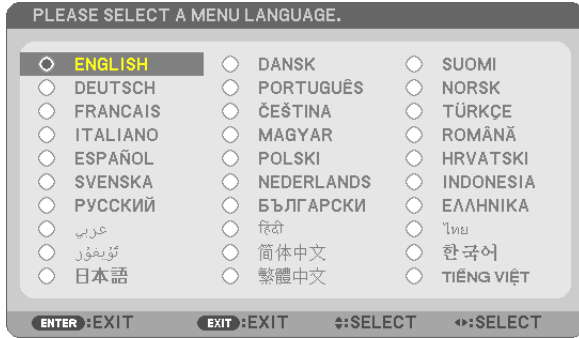 PLEASE SELECT A MENU LANGUAGE.
ENGLISH DANSK SUOMI
DEUTSCH PORTUGUÊS NORSK
FRANCAIS ČEŠTINA TÜRKÇE
ITALIANO MAGYAR ROMÂNĂ
ESPAÑOL POLSKI HRVATSKI
SVENSKA NEDERLANDS INDONESIA
РУССКИЙ БЪЛГАРСКИ ΕΛΛΗΝΙΚΑ
عربي हिंदी ไทย
ئۇيغۇر 简体中文 한국어
日本語 繁體中文 TIẾNG VIỆT
ENTER:EXIT EXIT:EXIT :SELECT :SELECT